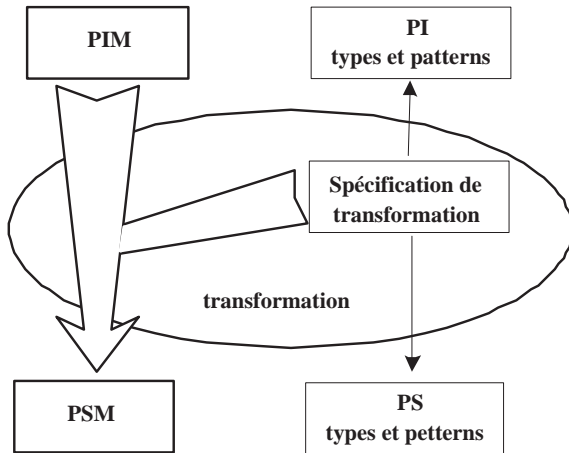 PIM
PI
types et patterns
Spécification de
transformation
transformation
PSM
PS
types et petterns